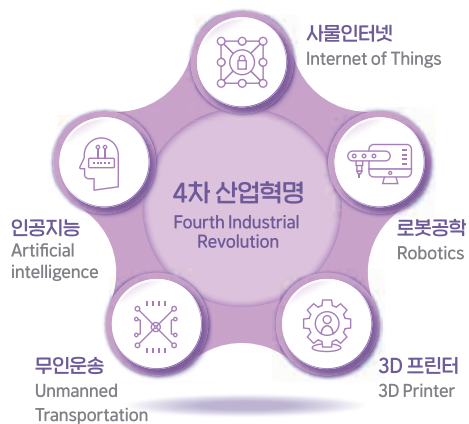 사물인터넷
Internet of Things
4차 산업혁명
Fourth Industrial
Revolution
인공지능
Artificial
intelligence
로봇공학
Robotics
무인운송
Unmanned
Transportation
3D 프린터
3D Printer